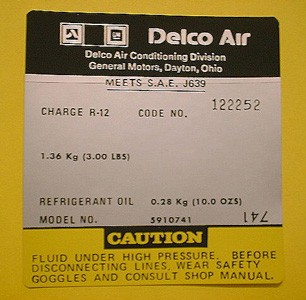 GM Delco Air
Delco Air Conditioning Division
General Motors, Dayton, Ohio
MEETS S.A.E. J639
CHARGE R-12 CODE NO. 122252
1.36 Kg (3.00 LBS)
REFRIGERANT OIL 0.28 Kg (10.0 OZS)
MODEL NO. 5910741 741
CAUTION
FLUID UNDER HIGH PRESSURE. BEFORE
DISCONNECTING LINES, WEAR SAFETY
GOGGLES AND CONSULT SHOP MANUAL.